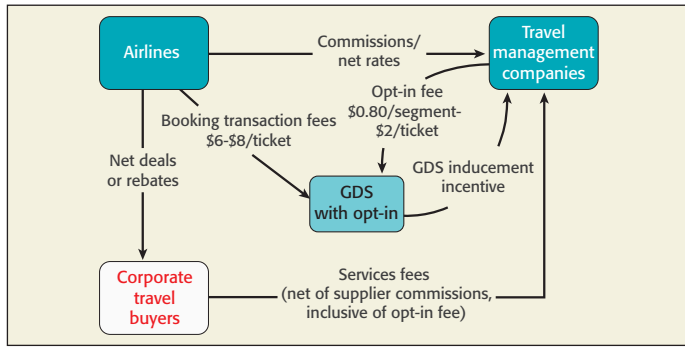 Airlines
Commissions/
net rates
Travel
management
companies
Opt-in fee
$0.80/segment-
$2/ticket
Booking transaction fees
$6-$8/ticket
Net deals
or rebates
GDS inducement
incentive
GDS
with opt-in
Corporate
travel
buyers
Services fees
(net of supplier commissions,
inclusive of opt-in fee)